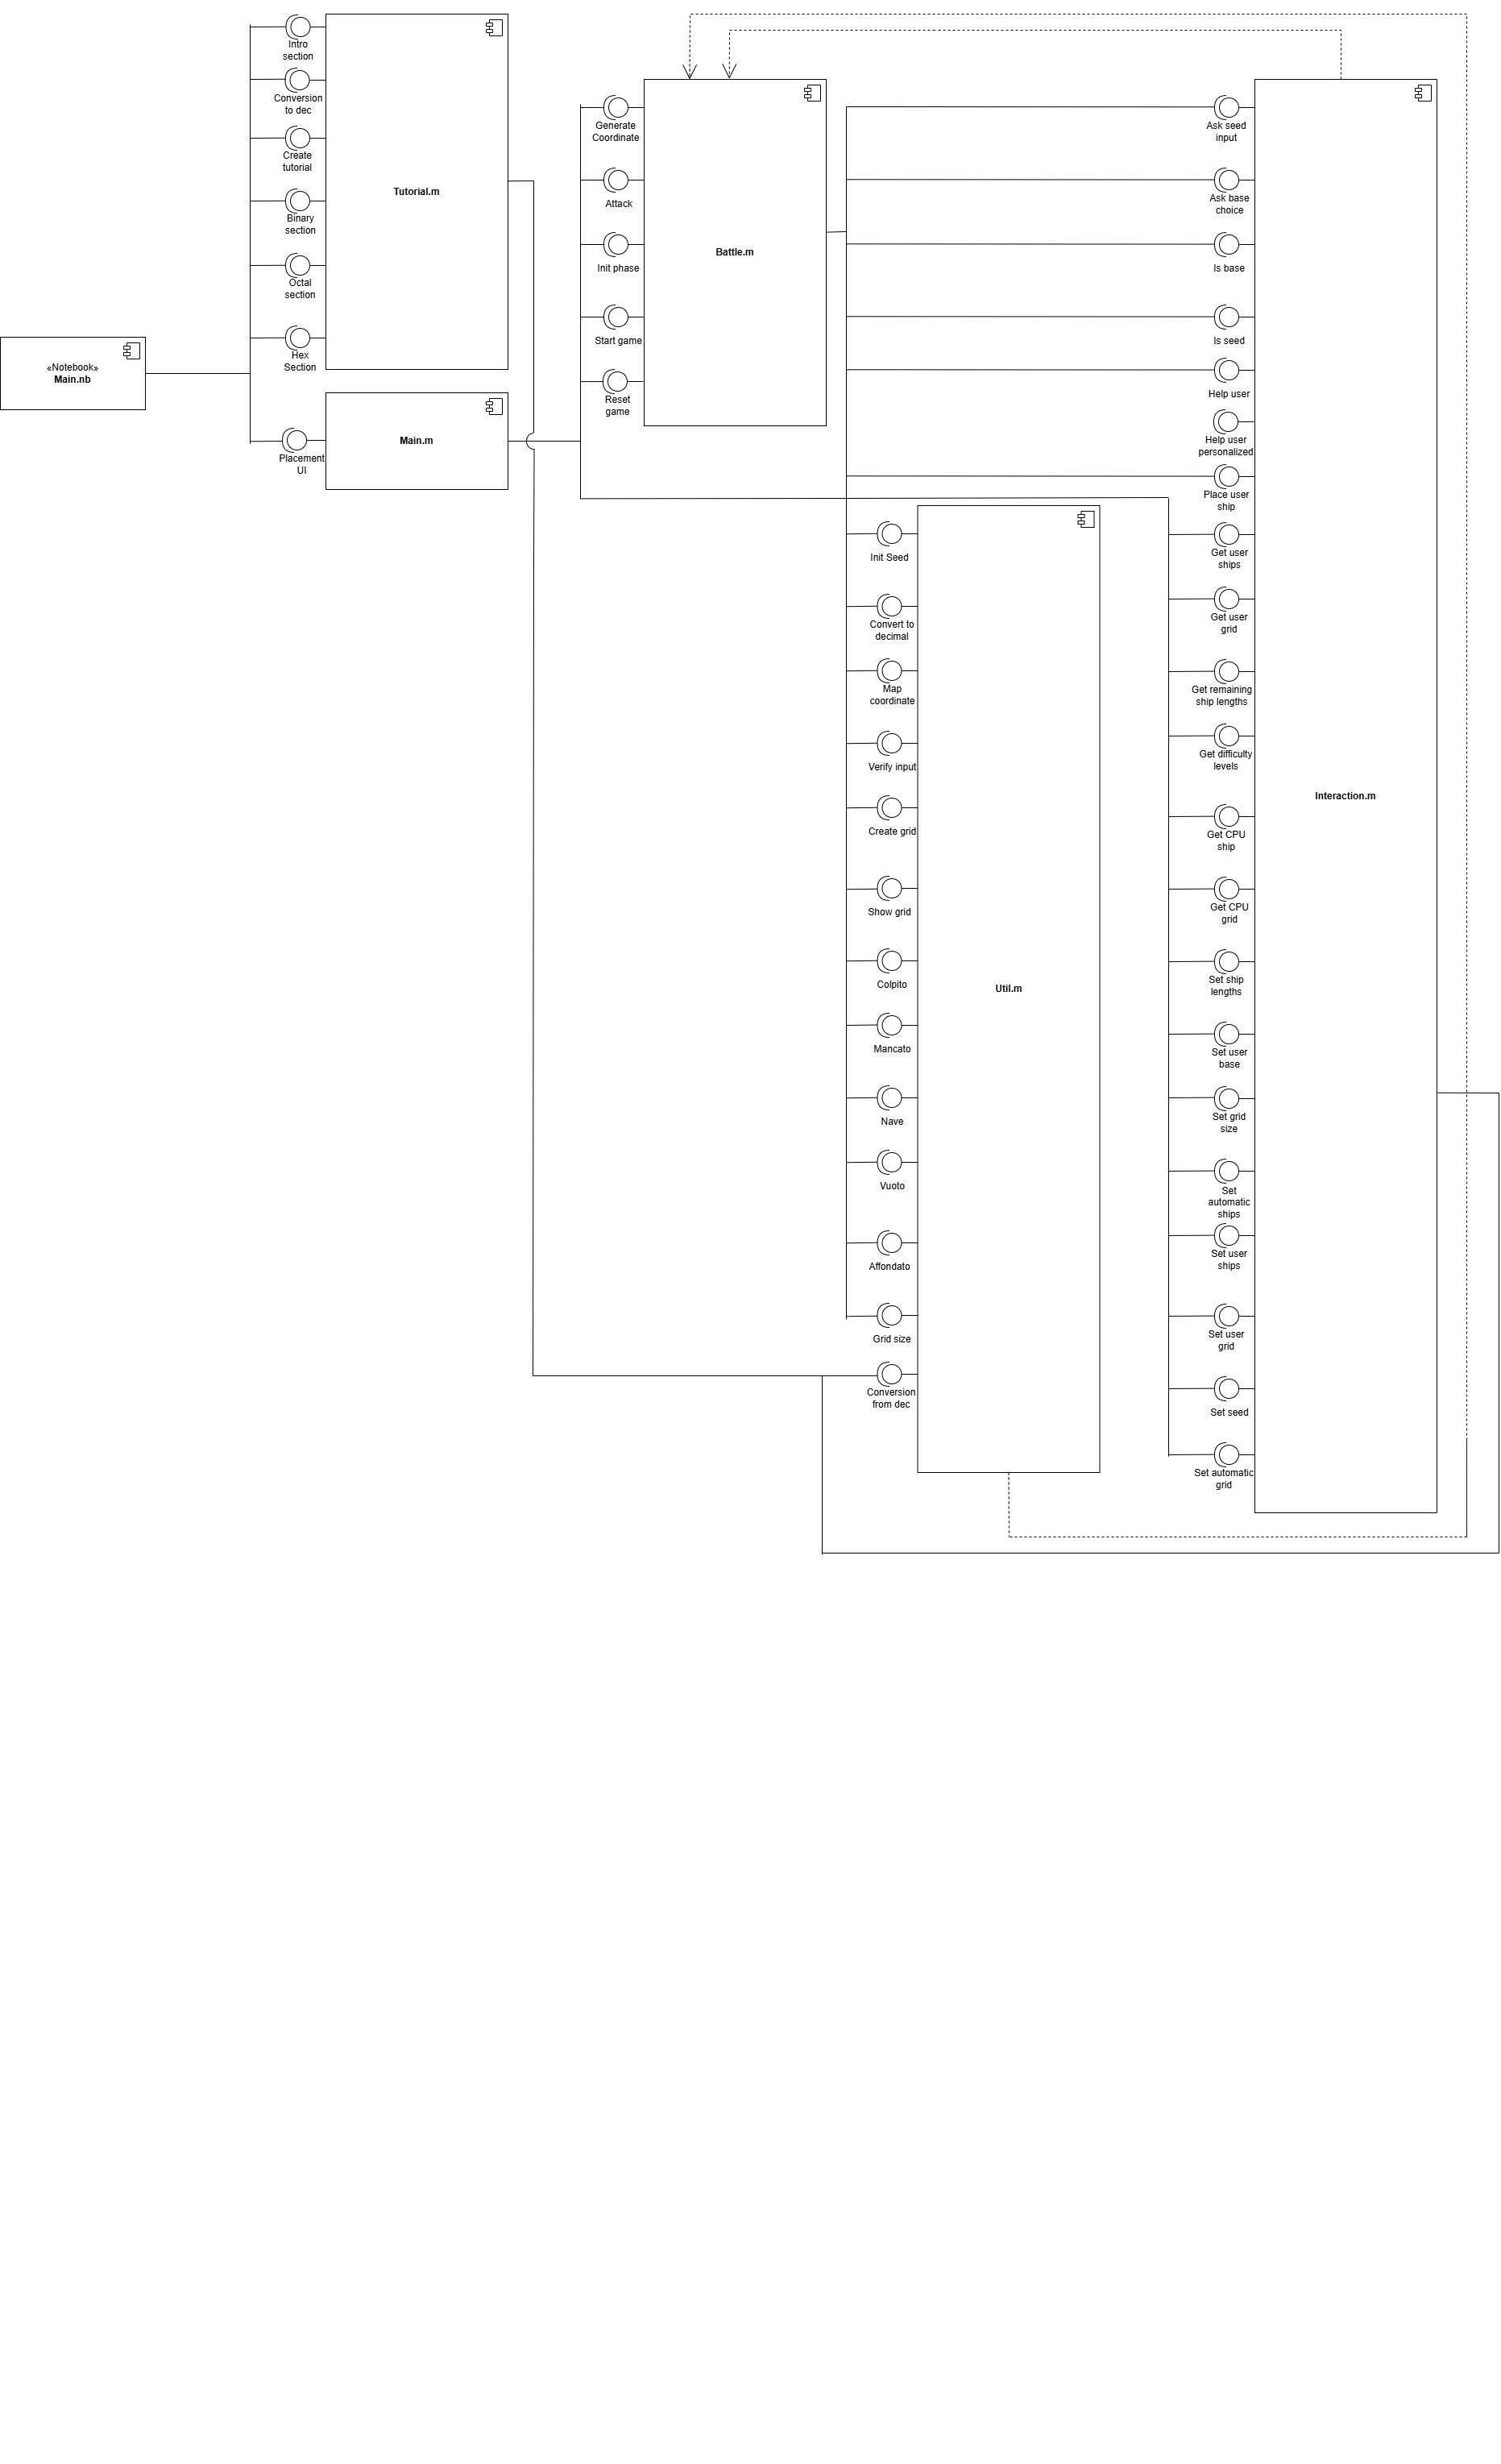 Intro
section
Conversion
to dec
Create
tutorial
Binary
section
Octal
section
Hex
Section
Tutorial.m
«Notebook»
Main.nb
Placement
UI
Main.m
Generate
Coordinate
Attack
Init phase
Start game
Reset
game
Battle.m
Ask seed
input
Ask base
choice
Is base
Is seed
Help user
Help user
personalized
Place user
ship
Get user
ships
Get user
grid
Get remaining
ship lengths
Get difficulty
levels
Get CPU
ship
Get CPU
grid
Set ship
lengths
Set user
base
Set grid
size
Set
automatic
ships
Set user
ships
Set user
grid
Set seed
Set automatic
grid
Interaction.m
Init Seed
Convert to
decimal
Map
coordinate
Verify input
Create grid
Show grid
Colpito
Mancato
Nave
Vuoto
Affondato
Grid size
Conversion
from dec
Util.m